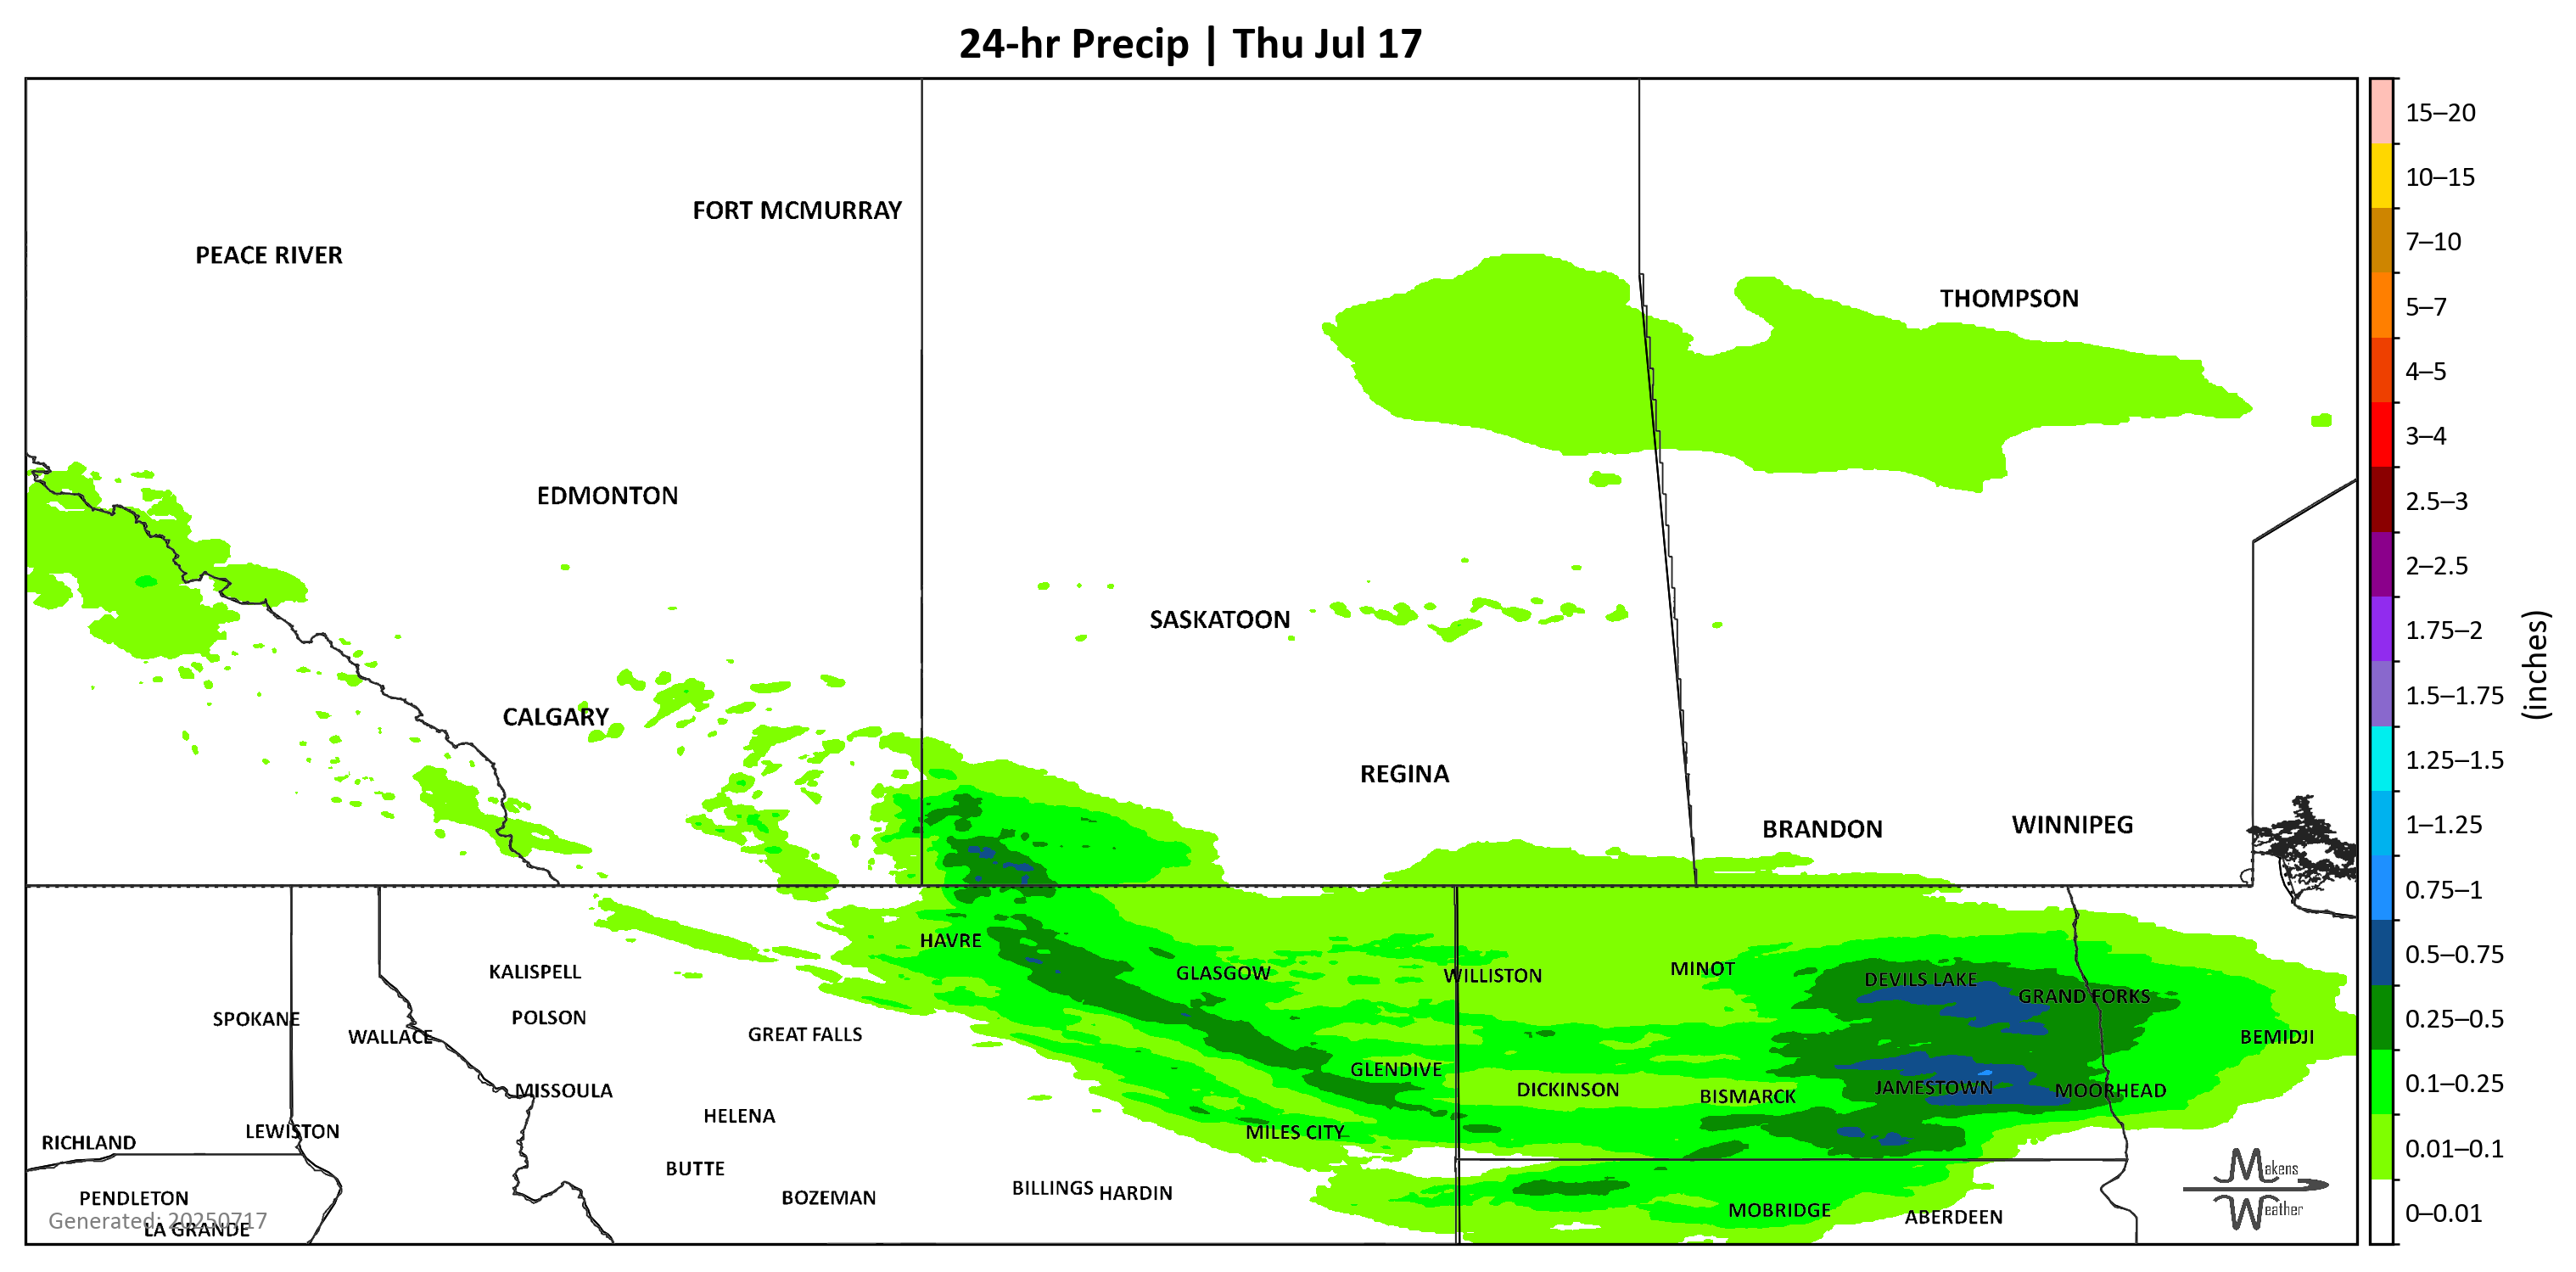 24-hr Precip | Thu Jul 17
FORT MCMURRAY
PEACE RIVER
THOMPSON
EDMONTON
SASKATOON
CALGARY
REGINA
BRANDON
WINNIPEG
HAVRE
KALISPELL
GLASGOW
WILLISTON
MINOT
DEVILS LAKE
GRAND FORKS
SPOKANE
POLSON
WALLACE
GREAT FALLS
BEMIDJI
GLENDIVE
MISSOULA
DICKINSON
BISMARCK
JAMESTOWN
MOORHEAD
HELENA
LEWISTON
MILES CITY
RICHLAND
BUTTE
BILLINGS
HARDIN
PENDLETON
BOZEMAN
MOBRIDGE
ABERDEEN
Generated: 20250717
LA GRANDE
Makens
Weather
15–20
10–15
7–10
5–7
4–5
3–4
2.5–3
2–2.5
1.75–2
1.5–1.75
1.25–1.5
1–1.25
0.75–1
0.5–0.75
0.25–0.5
0.1–0.25
0.01–0.1
0–0.01
(inches)